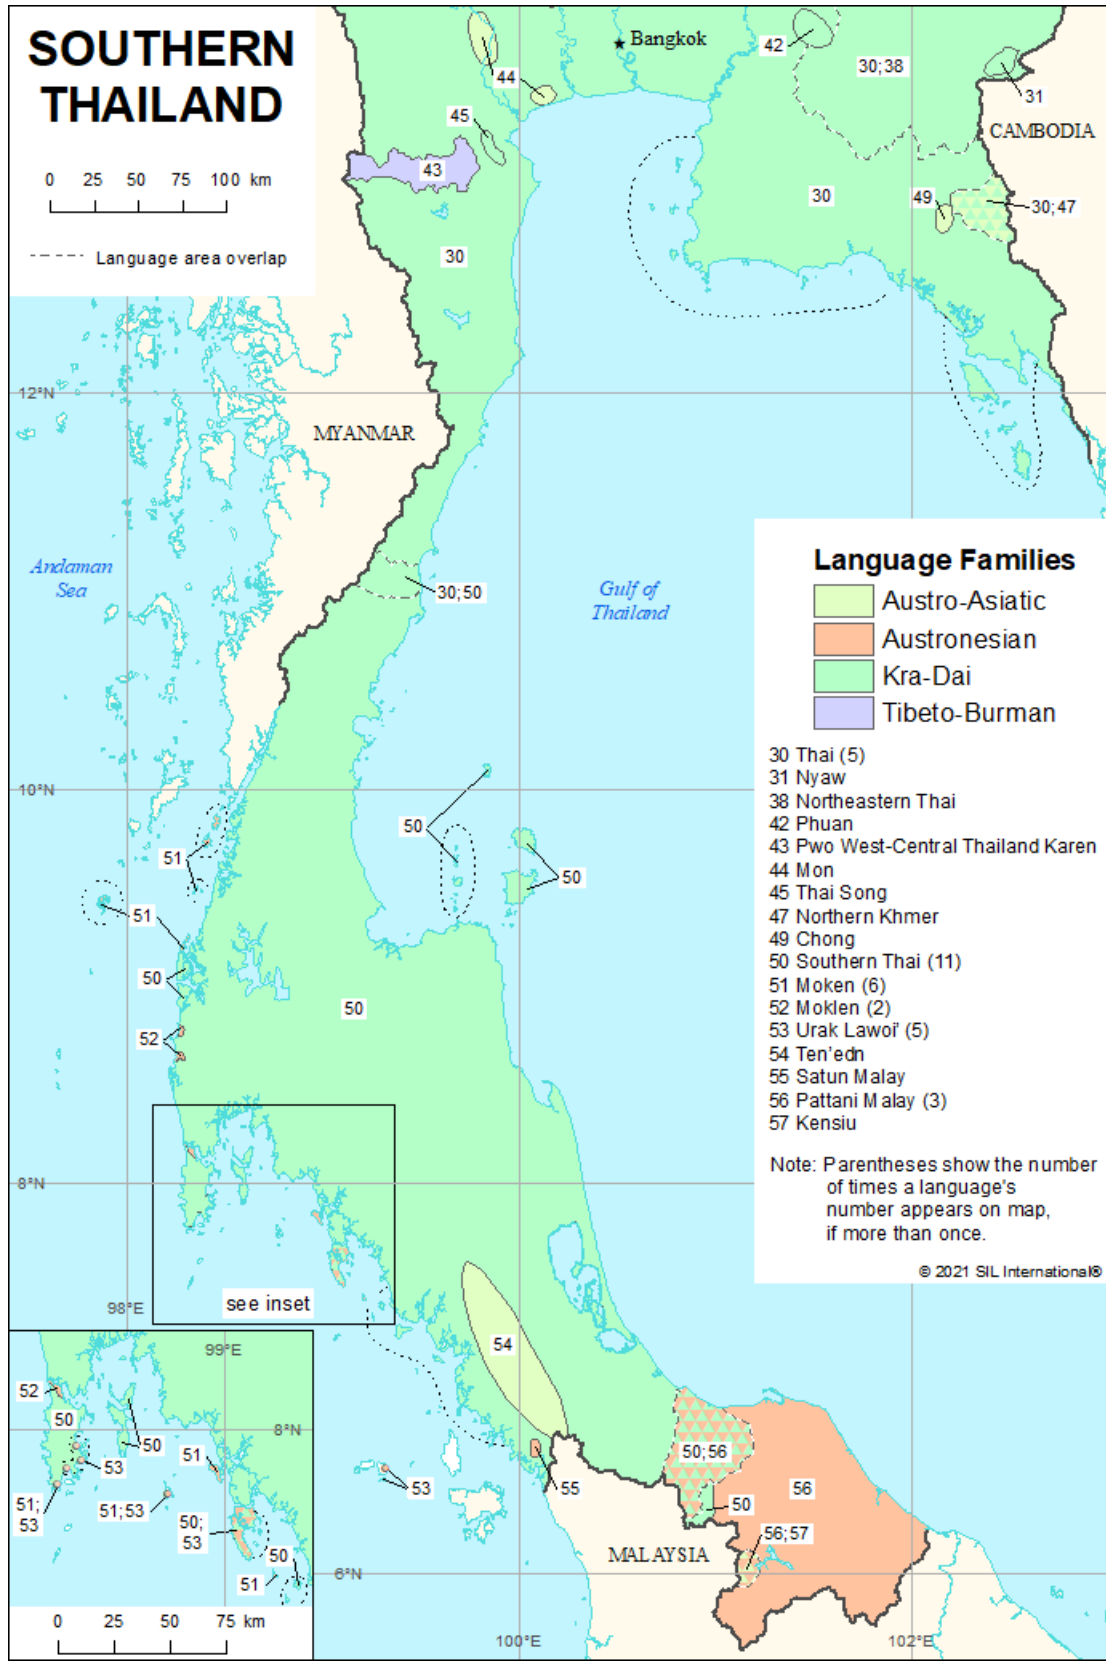 SOUTHERN
THAILAND
0 25 50 75 100 km
Language area overlap
Bangkok
42
30;38
44
31
45
CAMBODIA
43
30
49
30;47
30
12°N
MYANMAR
Andaman
Sea
30;50
Gulf of
Thailand
Language Families
Austro-Asiatic
Austronesian
Kra-Dai
Tibeto-Burman
30 Thai (5)
31 Nyaw
38 Northeastern Thai
42 Phuan
43 Pwo West-Central Thailand Karen
44 Mon
45 Thai Song
47 Northern Khmer
49 Chong
50 Southern Thai (11)
51 Moken (6)
52 Moklen (2)
53 Urak Lawoi' (5)
54 Ten'edn
55 Satun Malay
56 Pattani Malay (3)
57 Kensiu
Note: Parentheses show the number
of times a language's
number appears on map,
if more than once.
© 2021 SIL International®
10°N
50
51
50
51
50
50
52
8°N
98°E
see inset
54
50;56
56
50
55
53
56;57
MALAYSIA
6°N
100°E
102°E
99°E
52
50
8°N
50
53
51
51;
53
51;53
50;
53
50
51
0 25 50 75 km